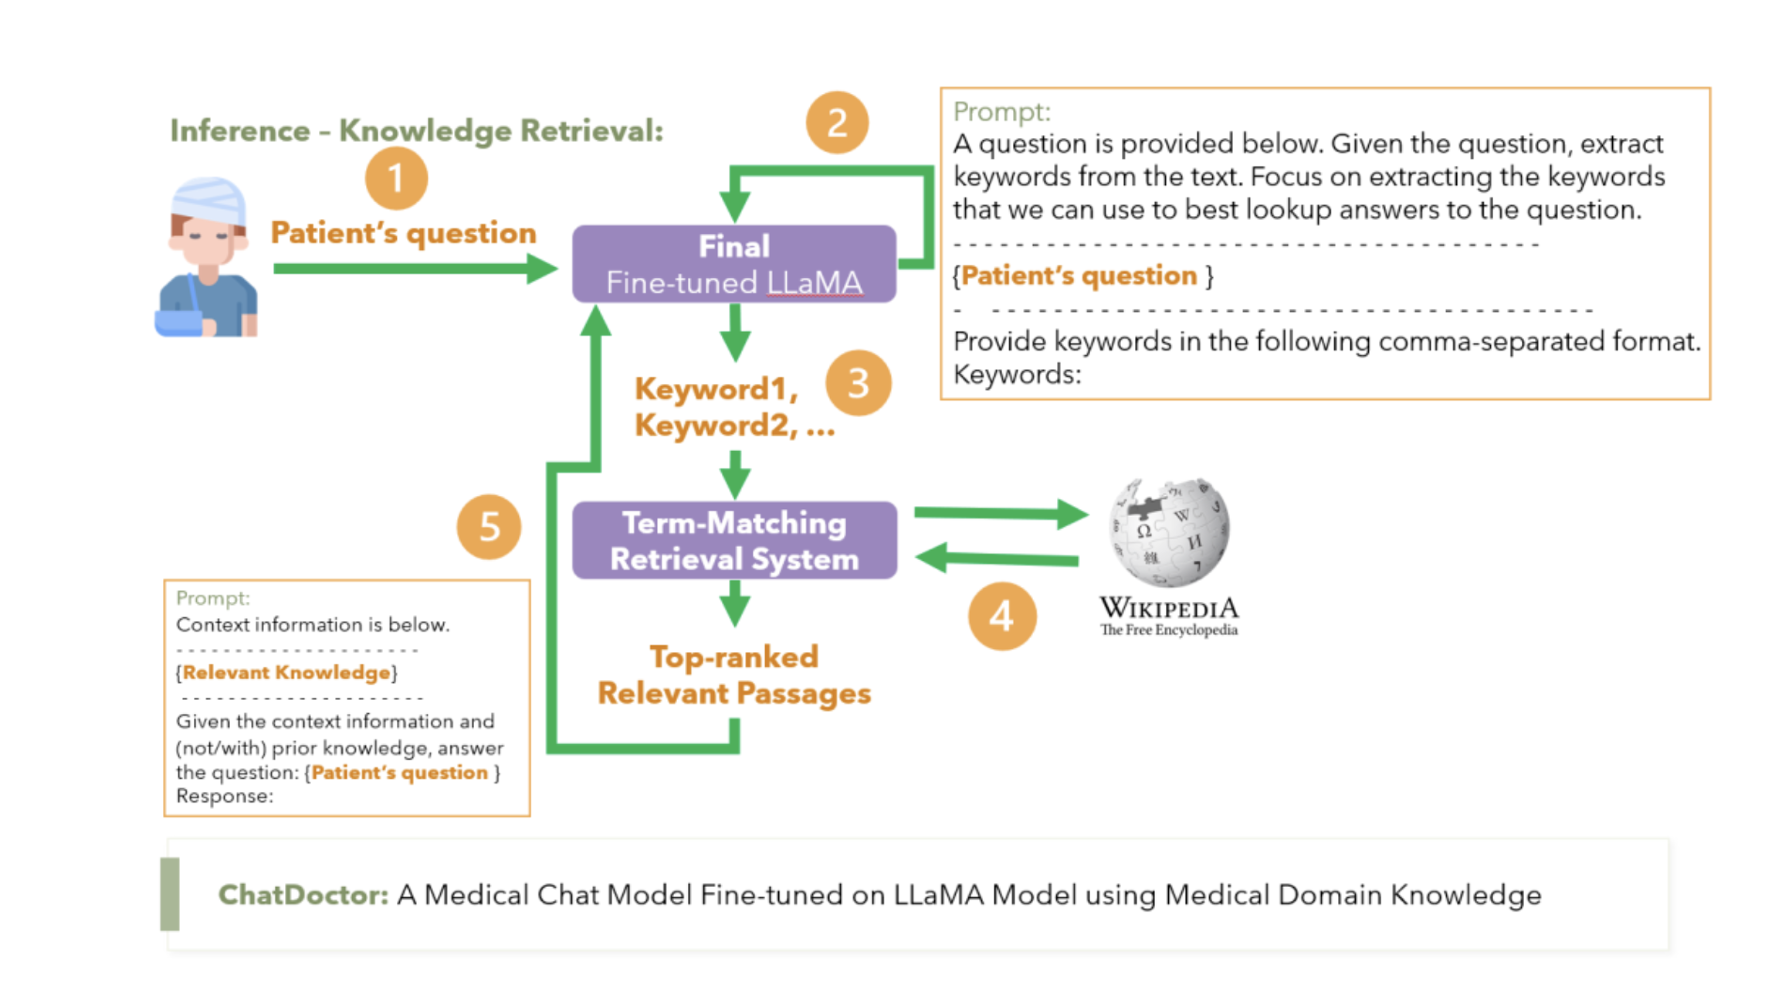 Inference – Knowledge Retrieval:
1
Patient's question
2
Final
Fine-tuned LLaMA
Prompt:
A question is provided below. Given the question, extract
keywords from the text. Focus on extracting the keywords
that we can use to best lookup answers to the question.
- - - - - - - - - - - - - - - - - - - - - - - - - - - - - - - - - - - - - - -
{Patient's question }
-  - - - - - - - - - - - - - - - - - - - - - - - - - - - - - - - - - - - - - - - -
Provide keywords in the following comma-separated format.
Keywords:
3
Keyword1,
Keyword2, ...
Term-Matching
Retrieval System
4
Ω
W
И
維
7
WIKIPEDIA
The Free Encyclopedia
Top-ranked
Relevant Passages
5
Prompt:
Context information is below.
- - - - - - - - - - - - - - - - - - - - -
{Relevant Knowledge}
- - - - - - - - - - - - - - - - - - - - -
Given the context information and
(not/with) prior knowledge, answer
the question: {Patient's question }
Response:
ChatDoctor: A Medical Chat Model Fine-tuned on LLaMA Model using Medical Domain Knowledge